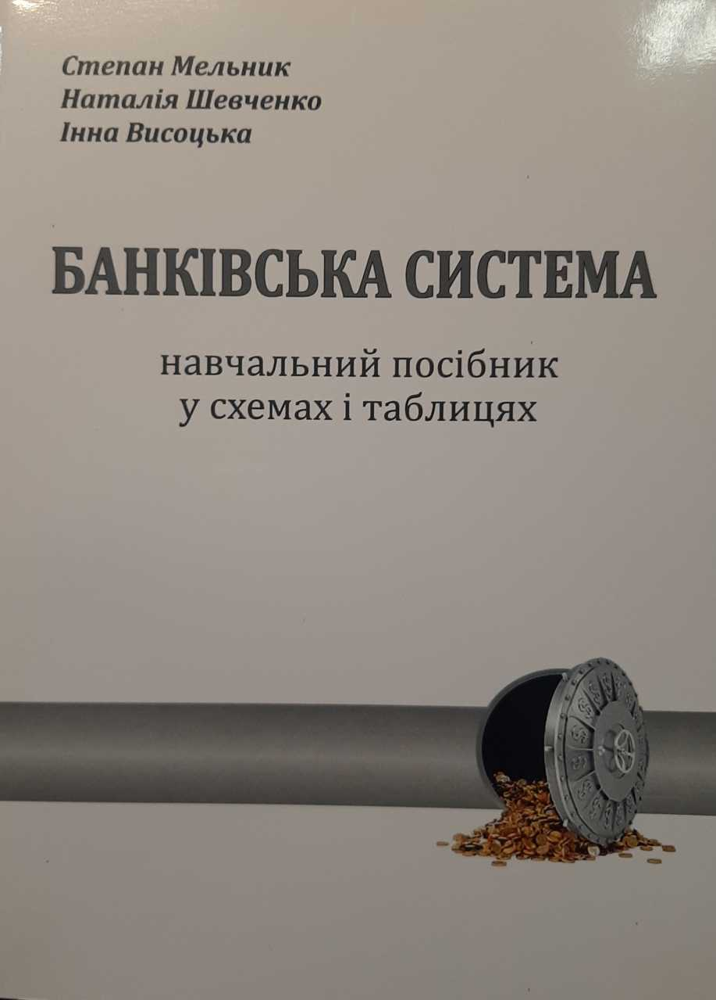 Степан Мельник
Наталія Шевченко
Інна Висоцька
БАНКІВСЬКА СИСТЕМА
навчальний посібник
у схемах і таблицях